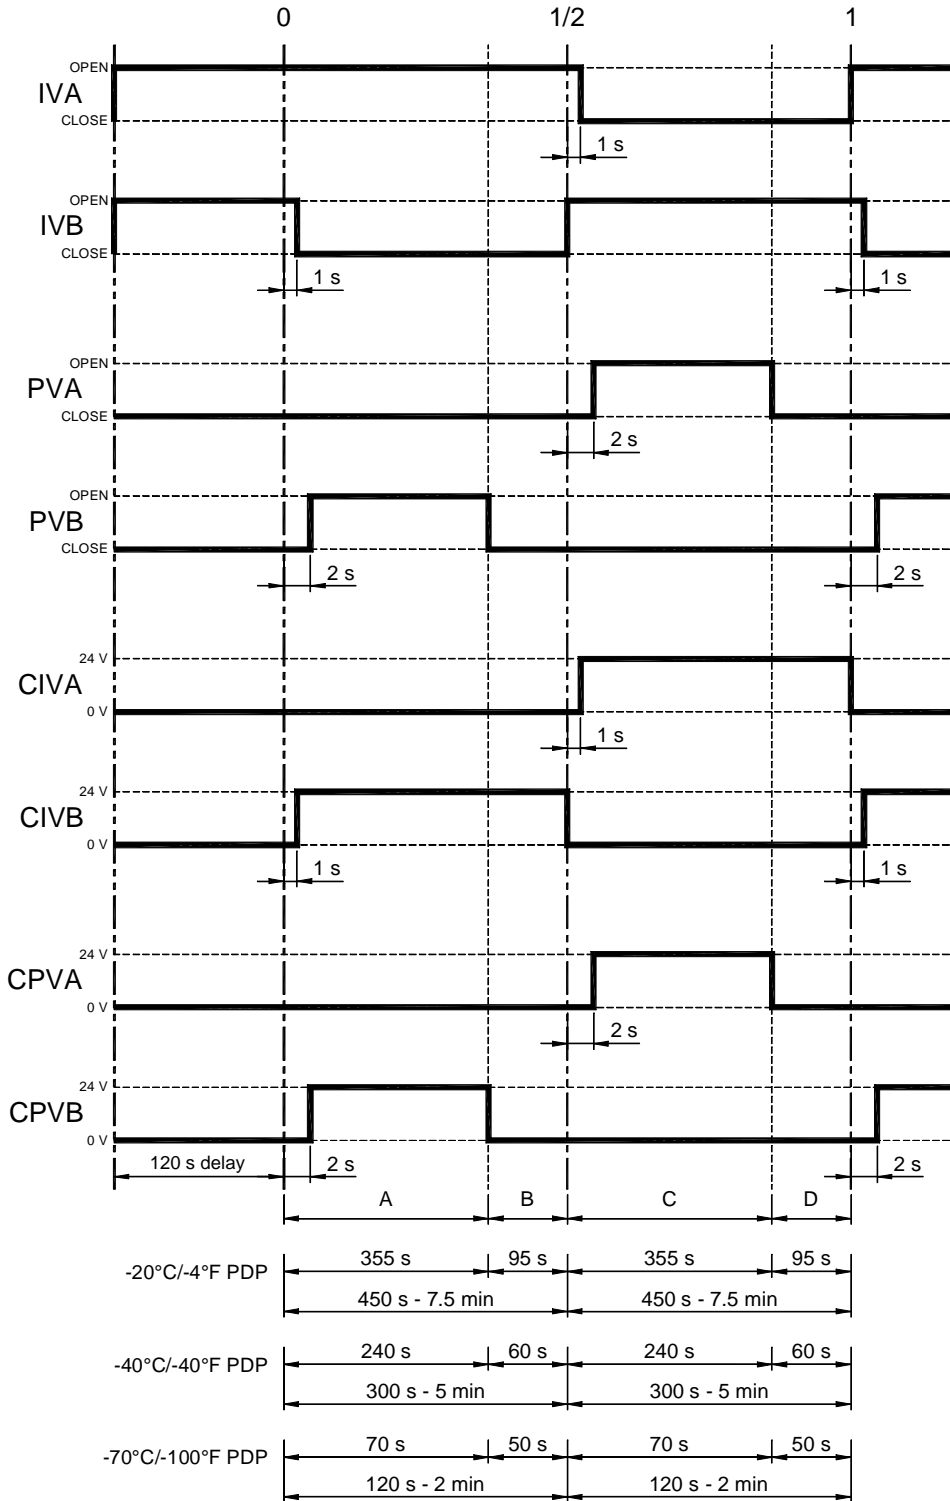 0 1/2 1
OPEN
IVA
CLOSE
1 s
OPEN
IVB
CLOSE
1 s 1 s
OPEN
PVA
CLOSE
2 s
OPEN
PVB
CLOSE
2 s 2 s
24 V
CIVA
0 V
1 s
24 V
CIVB
0 V
1 s 1 s
24 V
CPVA
0 V
2 s
24 V
CPVB
0 V
120 s delay 2 s 2 s
A B C D
-20°C/-4°F PDP 355 s 95 s 355 s 95 s
450 s - 7.5 min 450 s - 7.5 min
-40°C/-40°F PDP 240 s 60 s 240 s 60 s
300 s - 5 min 300 s - 5 min
-70°C/-100°F PDP 70 s 50 s 70 s 50 s
120 s - 2 min 120 s - 2 min